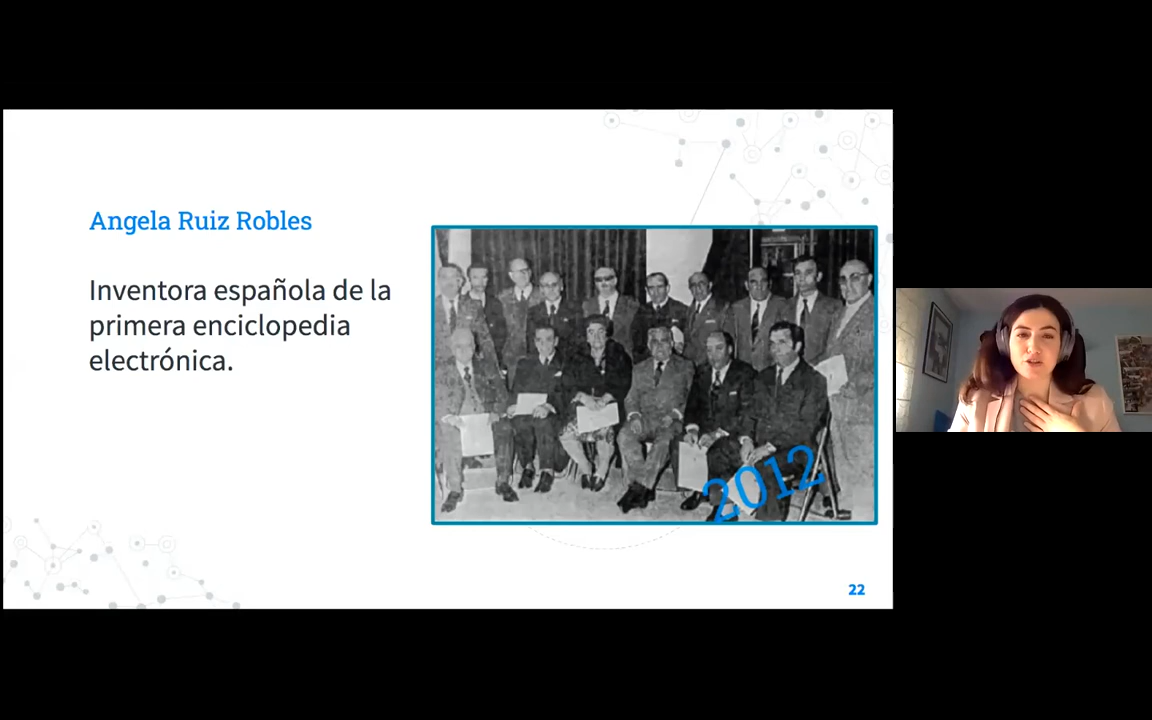 Angela Ruiz Robles
Inventora española de la
primera enciclopedia
electrónica.
2012
22